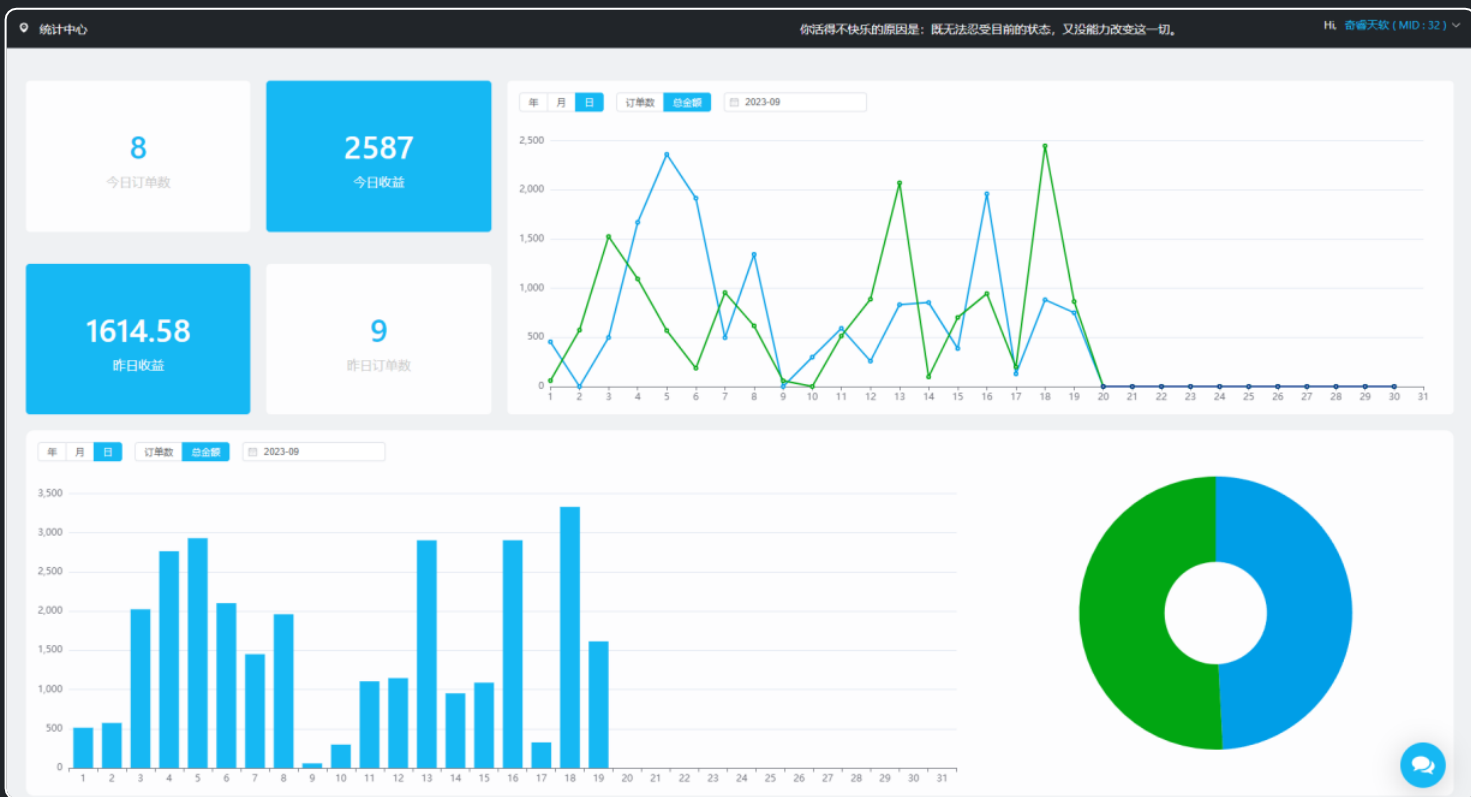 统计中心
你活得不快乐的原因是：既无法忍受目前的状态，又没能力改变这一切。
Hi, 奇睿天软 ( MID : 32 )
8
今日订单数
2587
今日收益
1614.58
昨日收益
9
昨日订单数
年 月 日 订单数 总金额 2023-09
2,500
2,000
1,500
1,000
500
0
1 2 3 4 5 6 7 8 9 10 11 12 13 14 15 16 17 18 19 20 21 22 23 24 25 26 27 28 29 30 31
年 月 日 订单数 总金额 2023-09
3,500
3,000
2,500
2,000
1,500
1,000
500
0
1 2 3 4 5 6 7 8 9 10 11 12 13 14 15 16 17 18 19 20 21 22 23 24 25 26 27 28 29 30 31